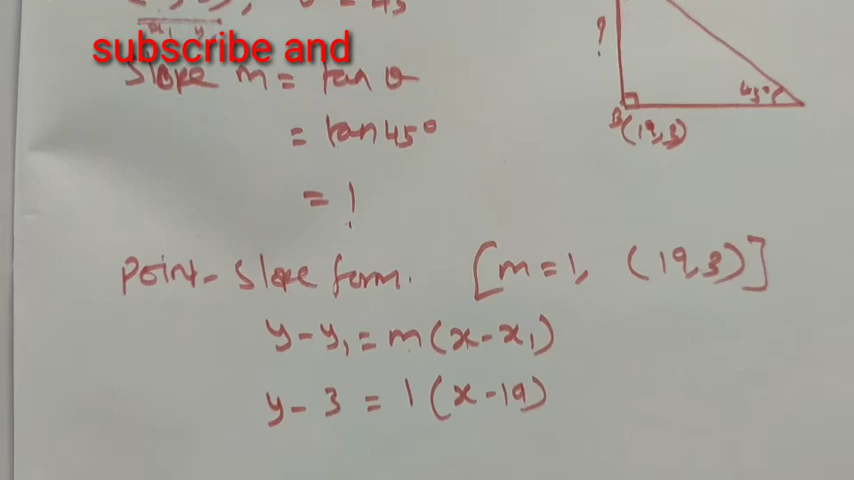 θ = 45
subscribe and
Slope m = tan θ
= tan 45°
= 1
?
45°
B(19,3)
Point-Slope form. [m=1, (19,3)]
y-y₁=m(x-x₁)
y-3 = 1(x-19)